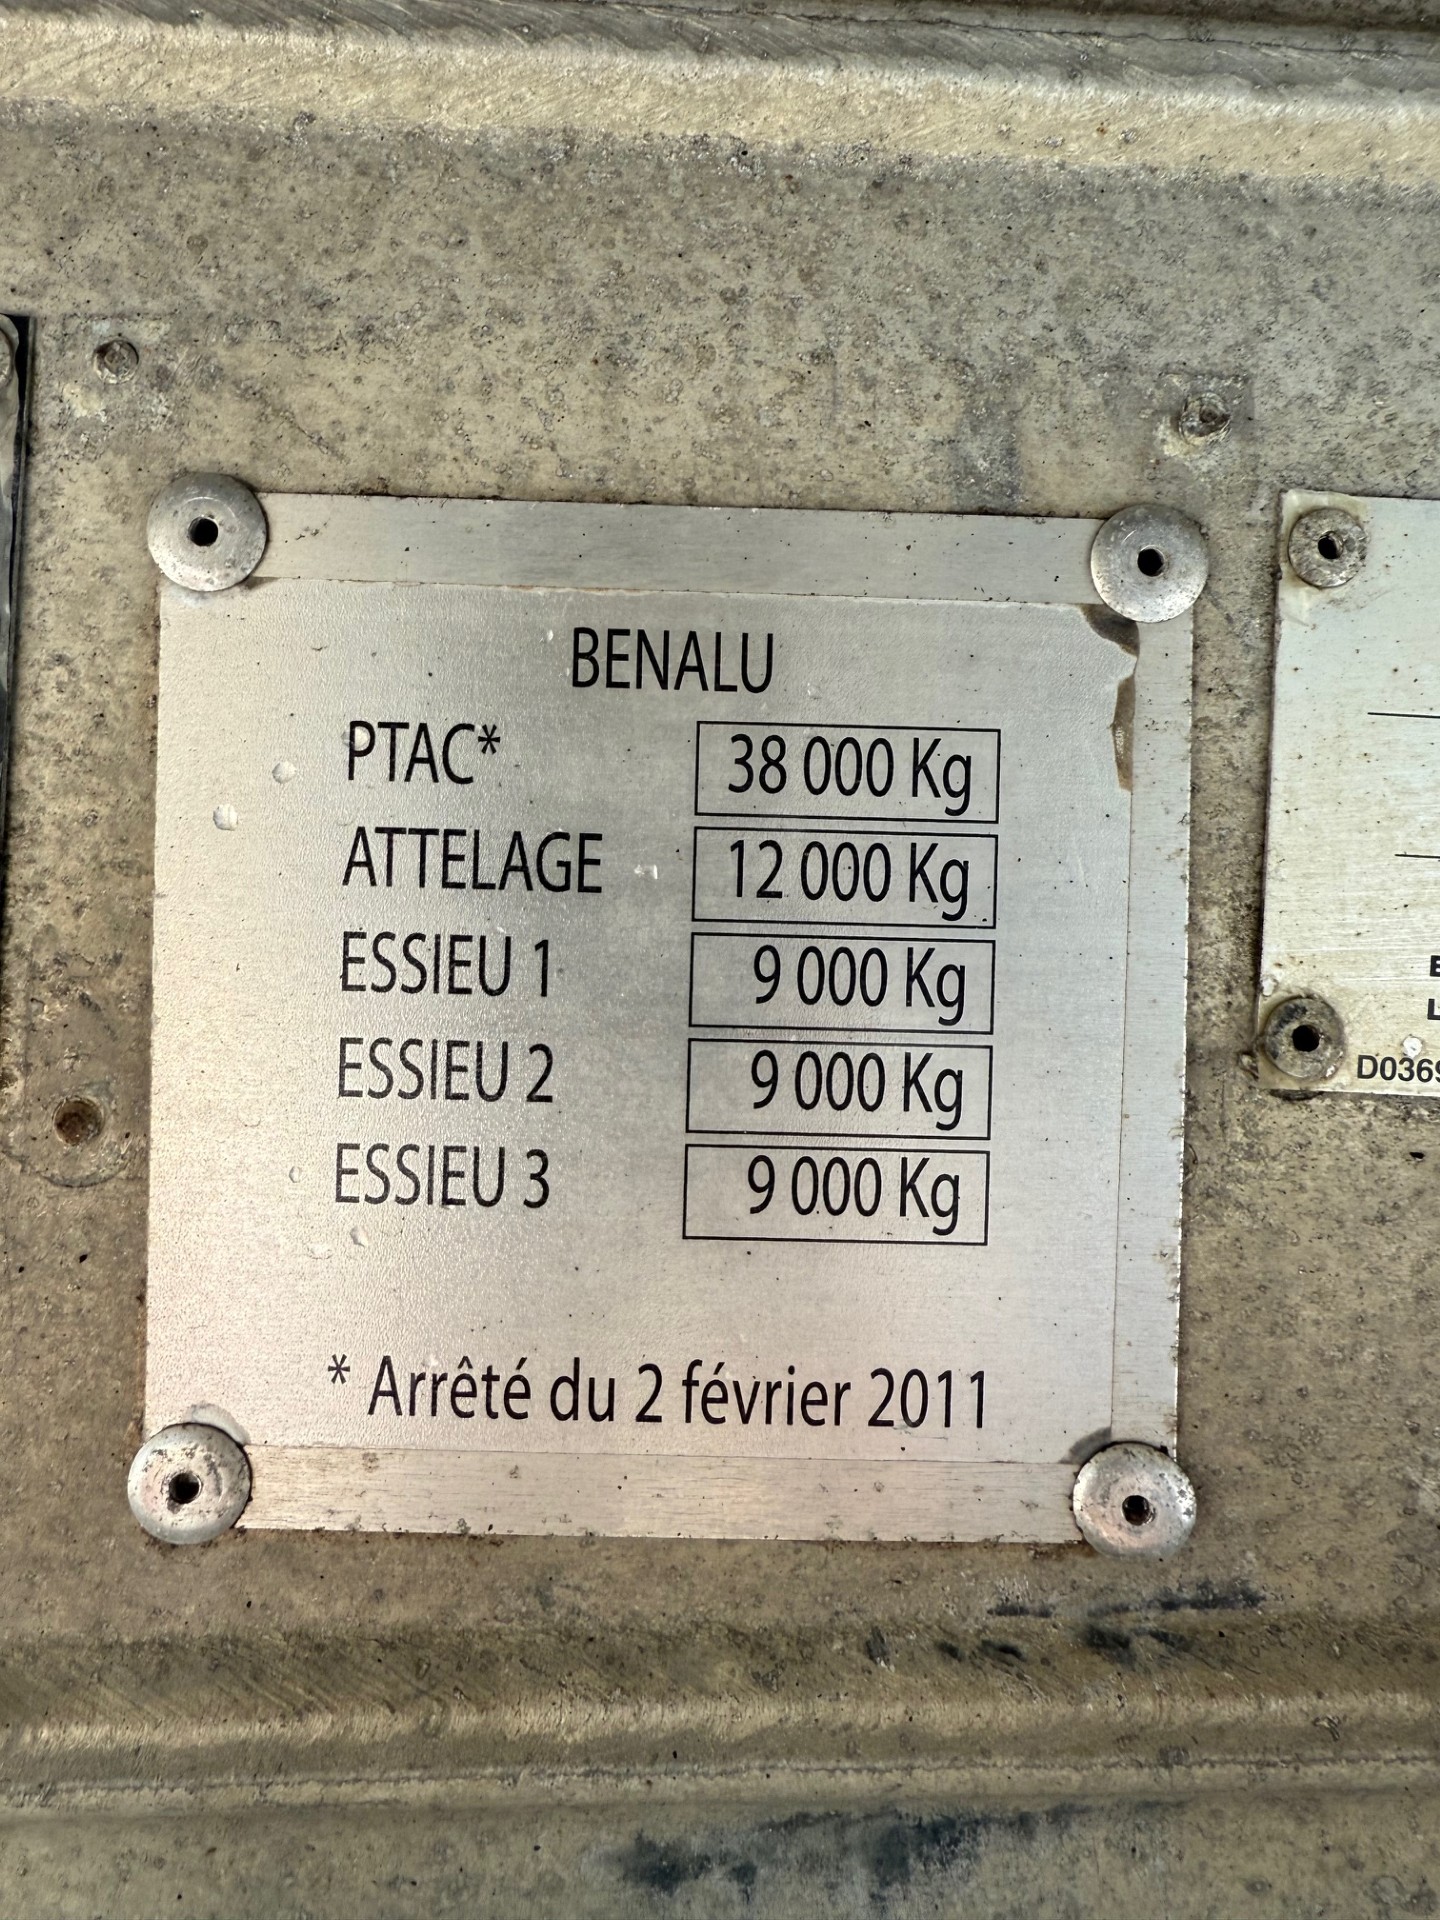 BENALU
PTAC* 38 000 Kg
ATTELAGE 12 000 Kg
ESSIEU 1 9 000 Kg
ESSIEU 2 9 000 Kg
ESSIEU 3 9 000 Kg
* Arrêté du 2 février 2011
D0369